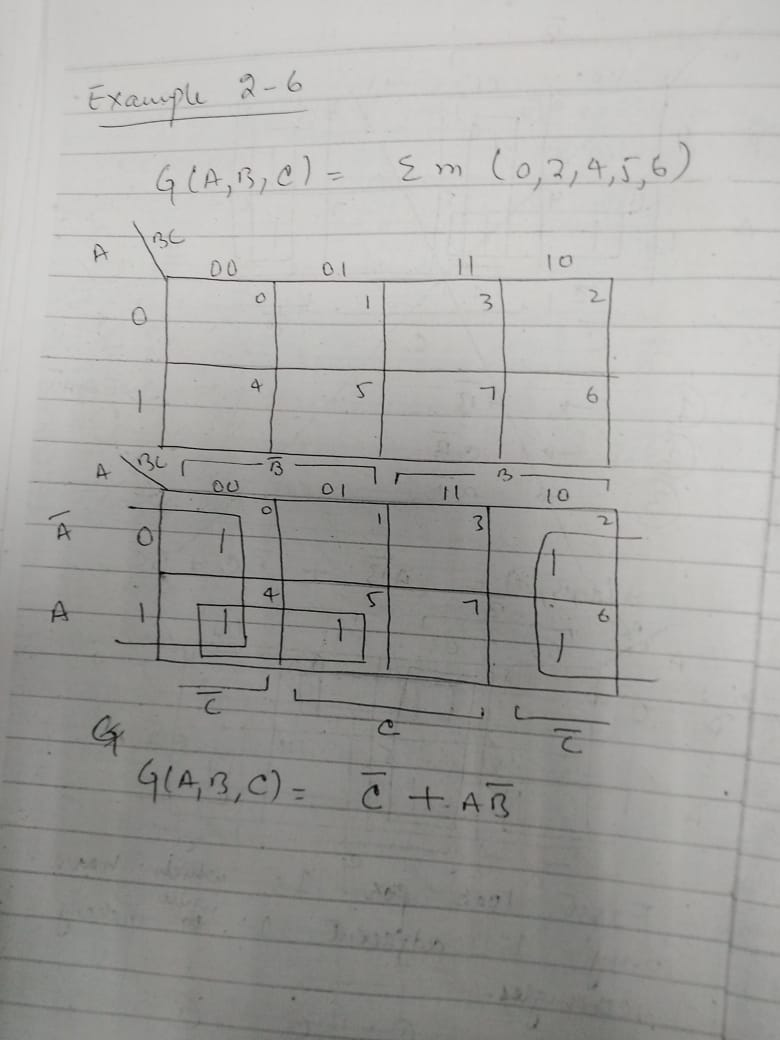 Example 2-6
G(A,B,C) = Σ m (0,2,4,5,6)
A \ BC
00 01 11 10
0 0 1 3 2
1 4 5 7 6
B̅ B
A \ BC
00 01 11 10
A̅ 0 1 0 1 3 1 2
A 1 1 4 1 5 7 1 6
C̅ C C̅
G
G(A,B,C) = C̅ + AB̅